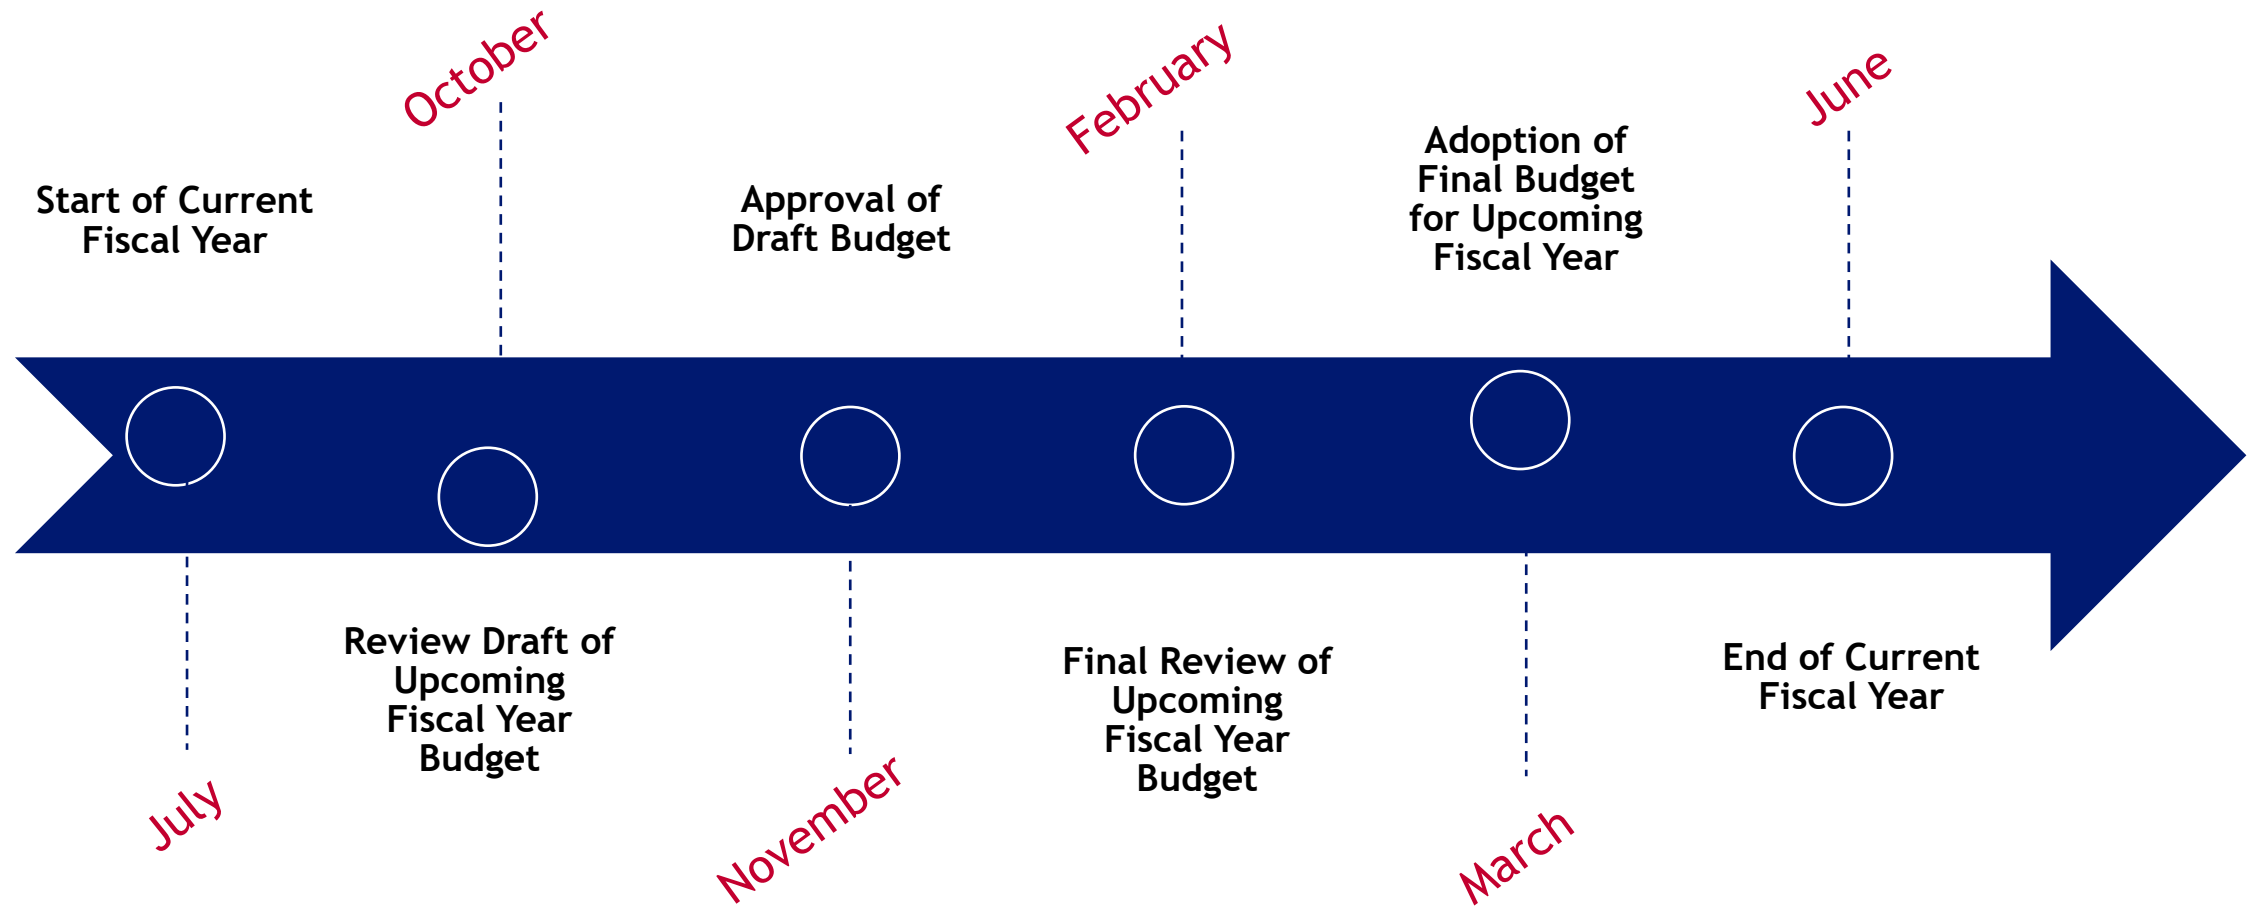 October
February
June
Start of Current
Fiscal Year
Approval of
Draft Budget
Adoption of
Final Budget
for Upcoming
Fiscal Year
Review Draft of
Upcoming
Fiscal Year
Budget
Final Review of
Upcoming
Fiscal Year
Budget
End of Current
Fiscal Year
July
November
March